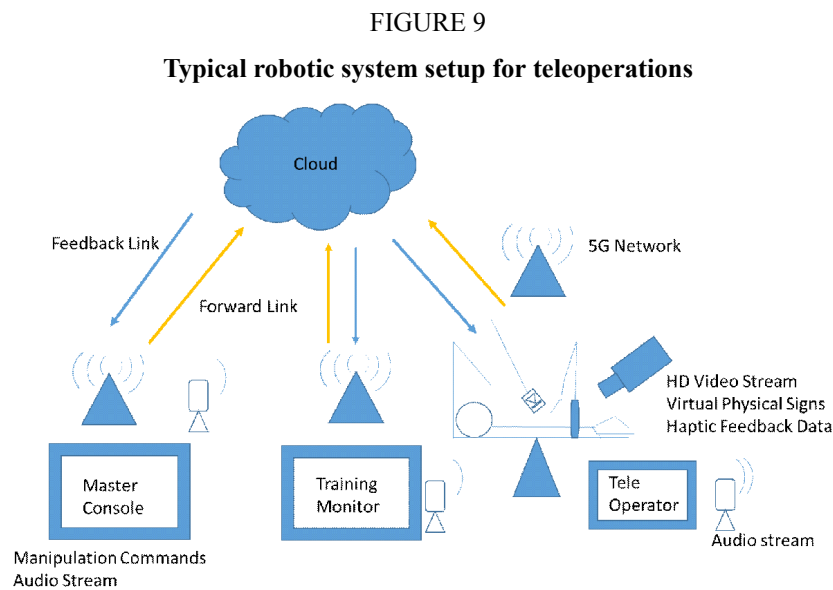 FIGURE 9
Typical robotic system setup for teleoperations
Cloud
Feedback Link
5G Network
Forward Link
HD Video Stream
Virtual Physical Signs
Haptic Feedback Data
Master
Console
Training
Monitor
Tele
Operator
Audio stream
Manipulation Commands
Audio Stream